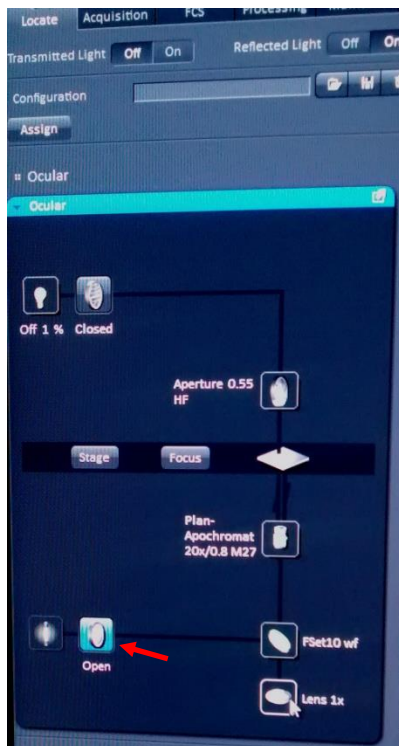 Locate
Acquisition
FCS
Processing
Transmitted Light Off On
Reflected Light Off On
Configuration
Assign
Ocular
Ocular
Off 1 % Closed
Aperture 0.55
HF
Stage
Focus
Plan-
Apochromat
20x/0.8 M27
Open
FSet10 wf
Lens 1x